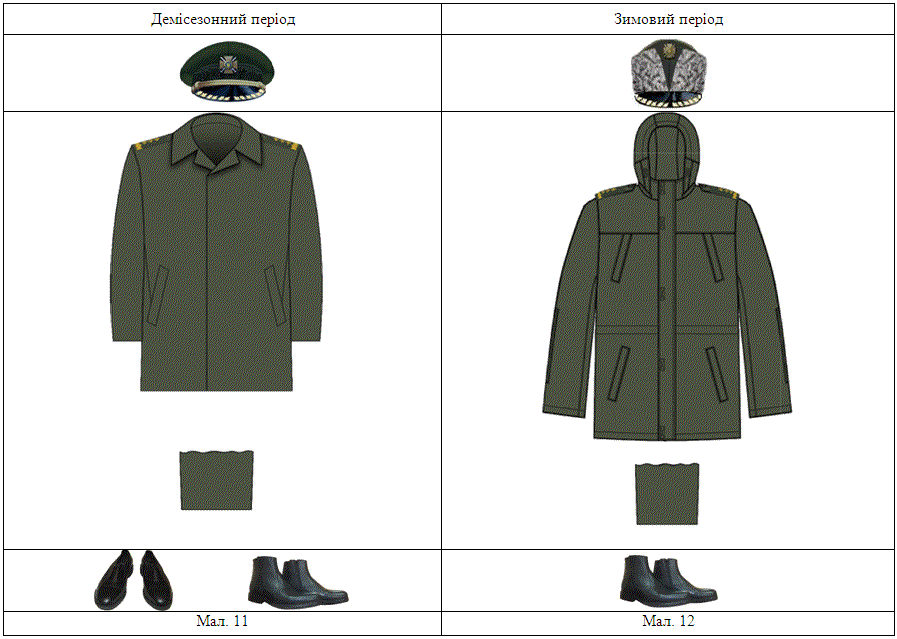 Демісезонний період
Зимовий період
Мал. 11
Мал. 12